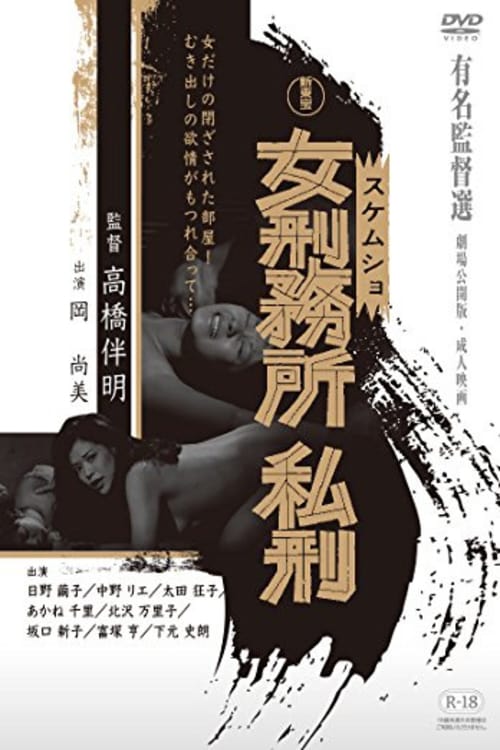 DVD
VIDEO
有名監督選
劇場公開版・成人映画
新東宝
スケムショ
女刑務所 私刑
女だけの閉ざされた部屋ー
むき出しの欲情がもつれ合って…
監督 高橋伴明
出演 岡 尚美
出演
日野 繭子／中野 リエ／太田 狂子／
あかね 千里／北沢 万里子／
坂口 新子／富塚 亨／下元 史朗
R-18